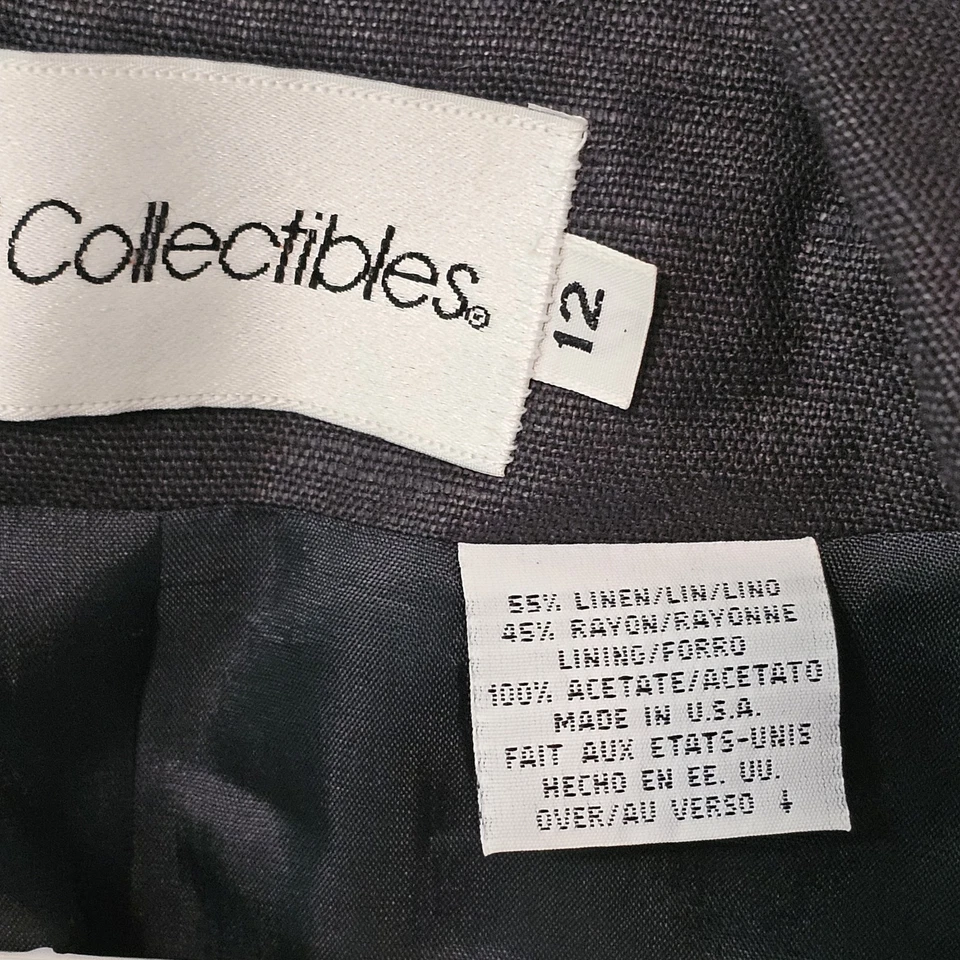 Collectibles®
12
55% LINEN/LIN/LINO
45% RAYON/RAYONNE
LINING/FORRO
100% ACETATE/ACETATO
MADE IN U.S.A.
FAIT AUX ETATS-UNIS
HECHO EN EE. UU.
OVER/AU VERSO ↓